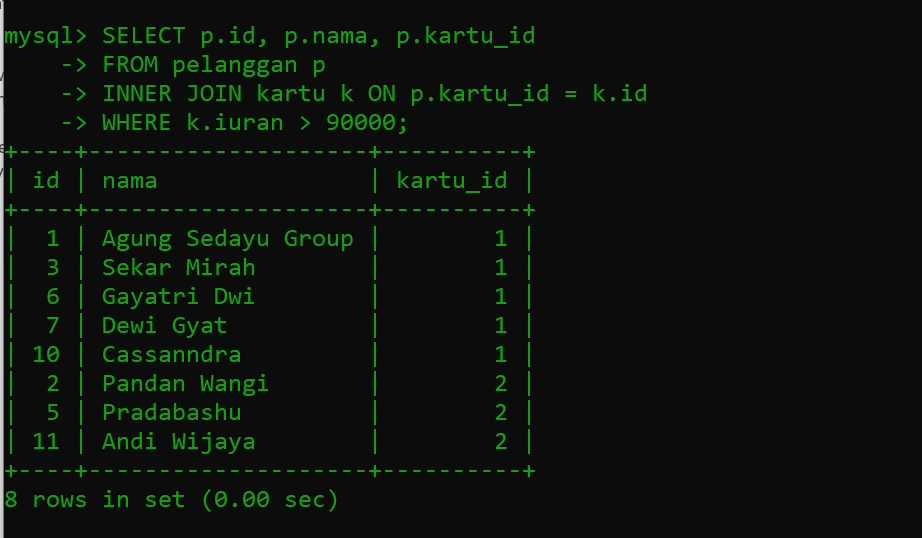 mysql> SELECT p.id, p.nama, p.kartu_id
    -> FROM pelanggan p
    -> INNER JOIN kartu k ON p.kartu_id = k.id
    -> WHERE k.iuran > 90000;
+----+--------------------+----------+
| id | nama               | kartu_id |
+----+--------------------+----------+
|  1 | Agung Sedayu Group |        1 |
|  3 | Sekar Mirah        |        1 |
|  6 | Gayatri Dwi        |        1 |
|  7 | Dewi Gyat          |        1 |
| 10 | Cassanndra         |        1 |
|  2 | Pandan Wangi       |        2 |
|  5 | Pradabashu         |        2 |
| 11 | Andi Wijaya        |        2 |
+----+--------------------+----------+
8 rows in set (0.00 sec)